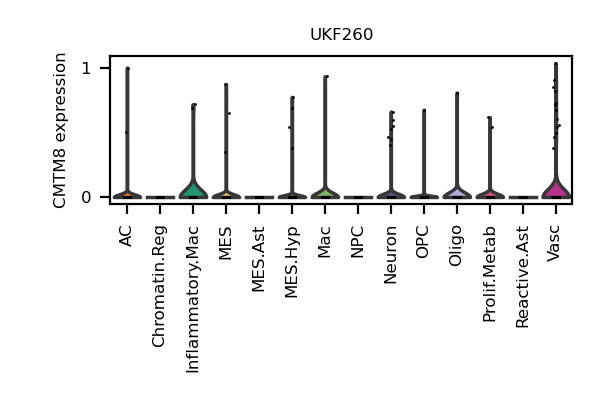 UKF260
CMTM8 expression
1
0
AC
Chromatin.Reg
Inflammatory.Mac
MES
MES.Ast
MES.Hyp
Mac
NPC
Neuron
OPC
Oligo
Prolif.Metab
Reactive.Ast
Vasc